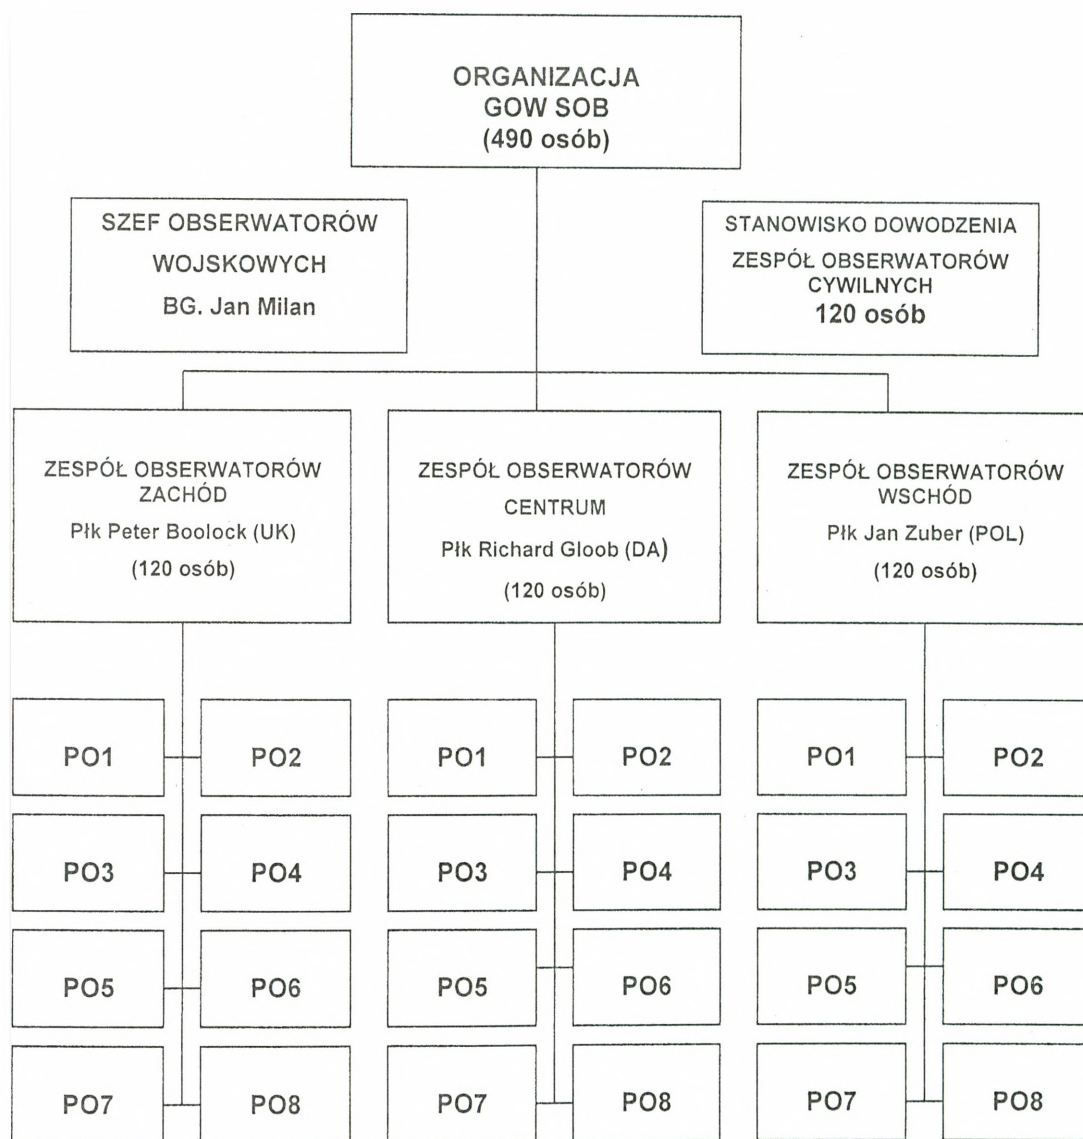 ORGANIZACJA
GOW SOB
(490 osób)
SZEF OBSERWATORÓW
WOJSKOWYCH
BG. Jan Milan
STANOWISKO DOWODZENIA
ZESPÓŁ OBSERWATORÓW
CYWILNYCH
120 osób
ZESPÓŁ OBSERWATORÓW
ZACHÓD
Płk Peter Boolock (UK)
(120 osób)
ZESPÓŁ OBSERWATORÓW
CENTRUM
Płk Richard Gloob (DA)
(120 osób)
ZESPÓŁ OBSERWATORÓW
WSCHÓD
Płk Jan Zuber (POL)
(120 osób)
PO1 PO2 PO1 PO2 PO1 PO2
PO3 PO4 PO3 PO4 PO3 PO4
PO5 PO6 PO5 PO6 PO5 PO6
PO7 PO8 PO7 PO8 PO7 PO8